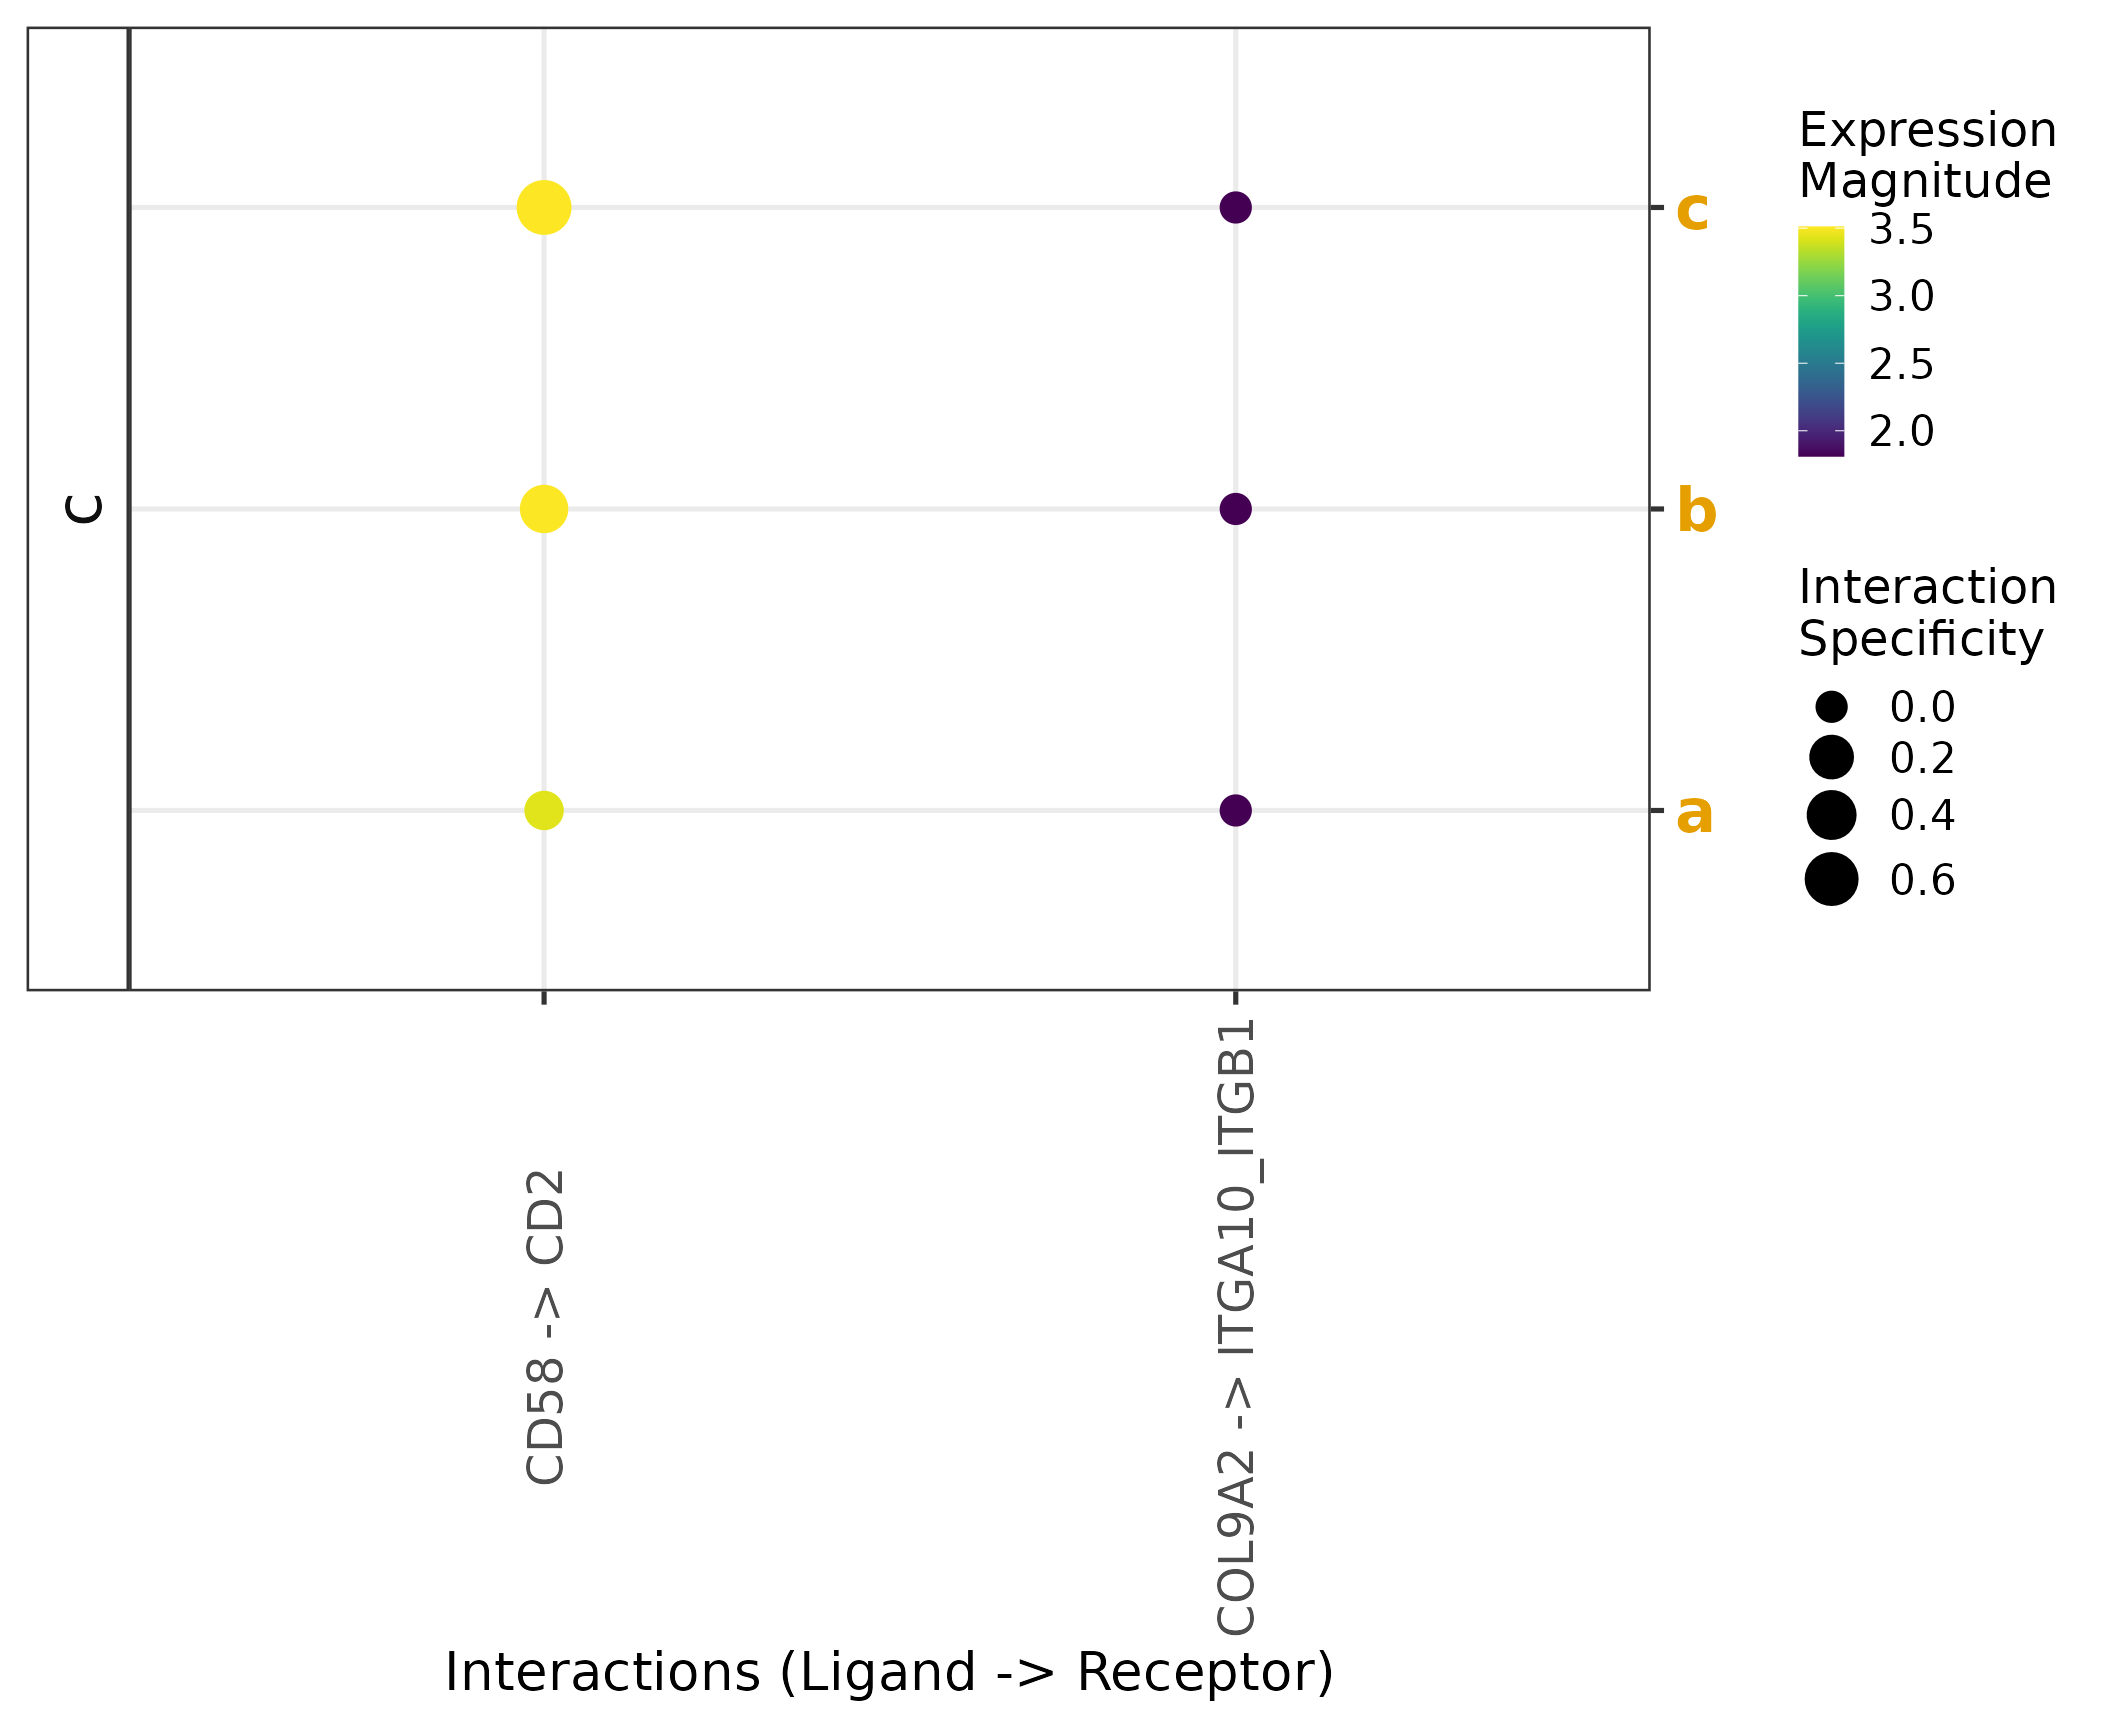 c
c
b
a
CD58 -> CD2
COL9A2 -> ITGA10_ITGB1
Interactions (Ligand -> Receptor)
Expression
Magnitude
3.5
3.0
2.5
2.0
Interaction
Specificity
0.0
0.2
0.4
0.6